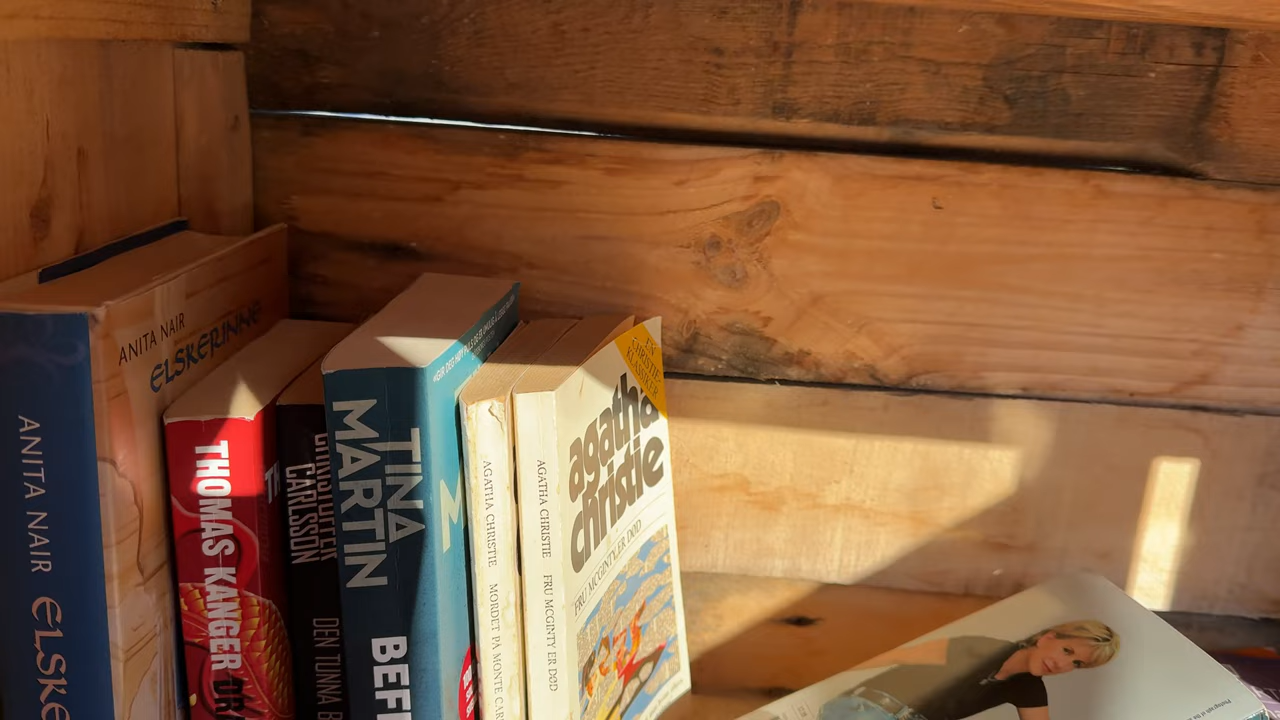 ANITA NAIR
ELSKERINNE
ANITA NAIR ELSKE
THOMAS KANGER
CHRISTOFFER
CARLSSON
DEN TUNNA B
TINA
MARTIN
BEF
AGATHA CHRISTIE MORDET PÅ MONTE CAR
AGATHA CHRISTIE FRU MCGINTY ER DØD
EN
CHRISTIE
KLASSIKER
agatha
christie
FRU MCGINTY ER DØD